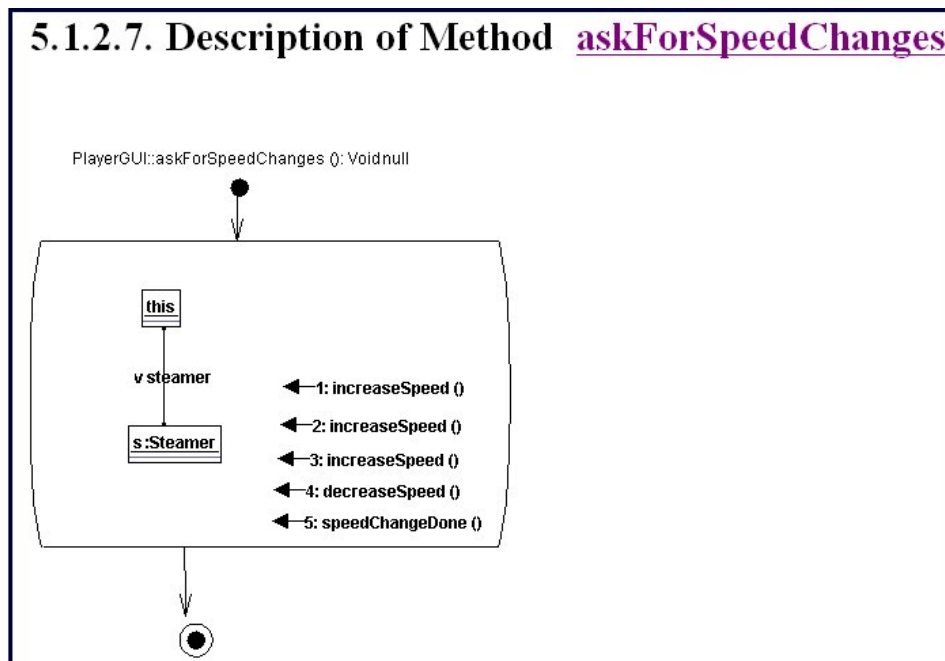 5.1.2.7. Description of Method askForSpeedChanges
PlayerGUI::askForSpeedChanges (): Voidnull
this
v steamer
1: increaseSpeed ()
2: increaseSpeed ()
s :Steamer
3: increaseSpeed ()
4: decreaseSpeed ()
5: speedChangeDone ()